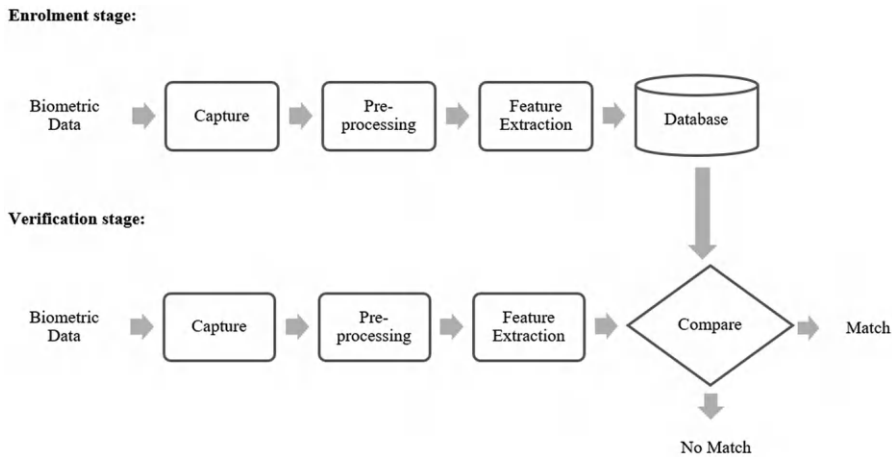 Enrolment stage:
Biometric
Data
Capture
Pre-
processing
Feature
Extraction
Database
Verification stage:
Biometric
Data
Capture
Pre-
processing
Feature
Extraction
Compare
Match
No Match